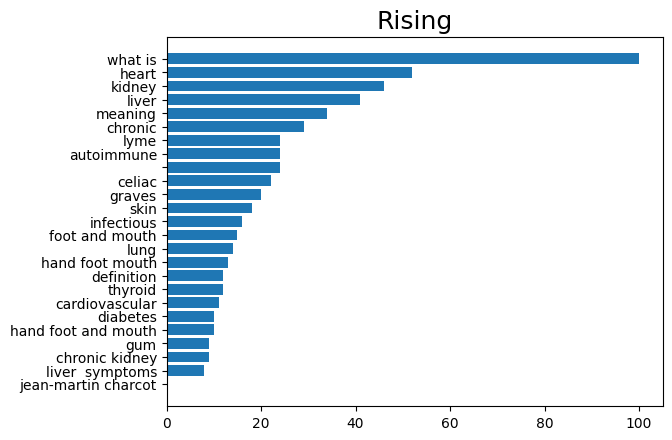 Rising
what is
heart
kidney
liver
meaning
chronic
lyme
autoimmune
celiac
graves
skin
infectious
foot and mouth
lung
hand foot mouth
definition
thyroid
cardiovascular
diabetes
hand foot and mouth
gum
chronic kidney
liver  symptoms
jean-martin charcot
0 20 40 60 80 100